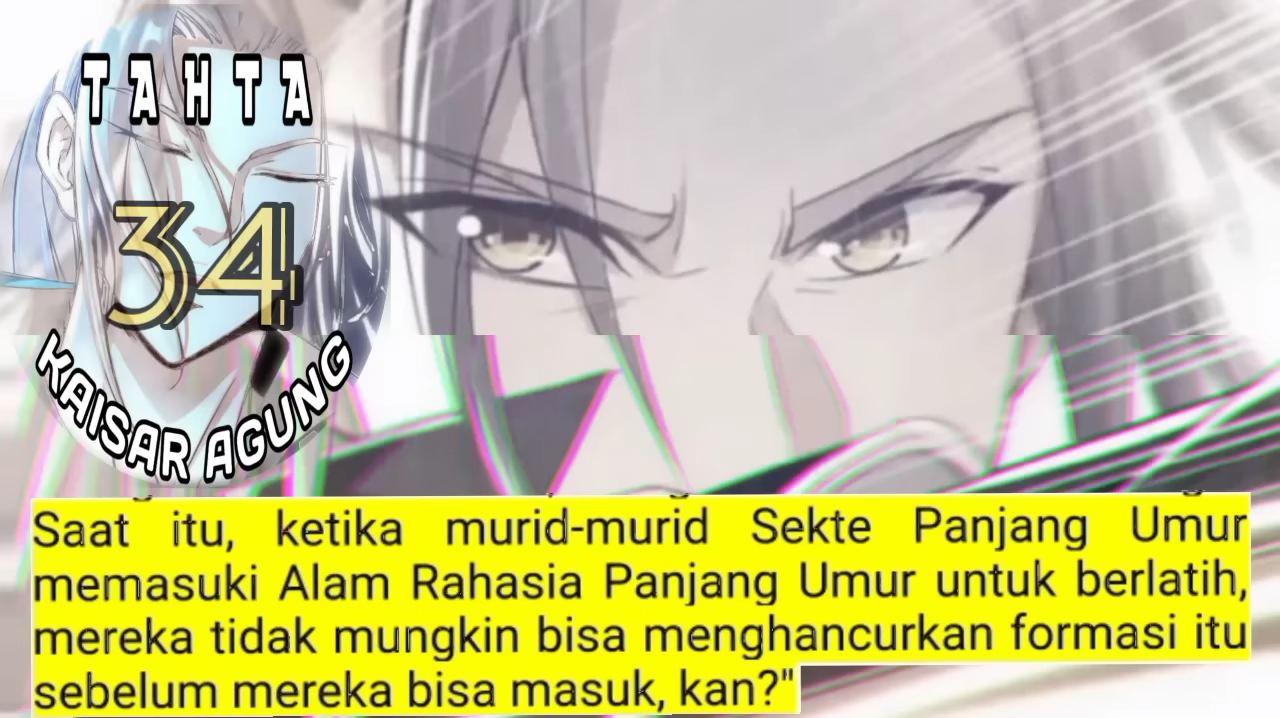 TAHTA
34
KAISAR AGUNG
Saat itu, ketika murid-murid Sekte Panjang Umur
memasuki Alam Rahasia Panjang Umur untuk berlatih,
mereka tidak mungkin bisa menghancurkan formasi itu
sebelum mereka bisa masuk, kan?"